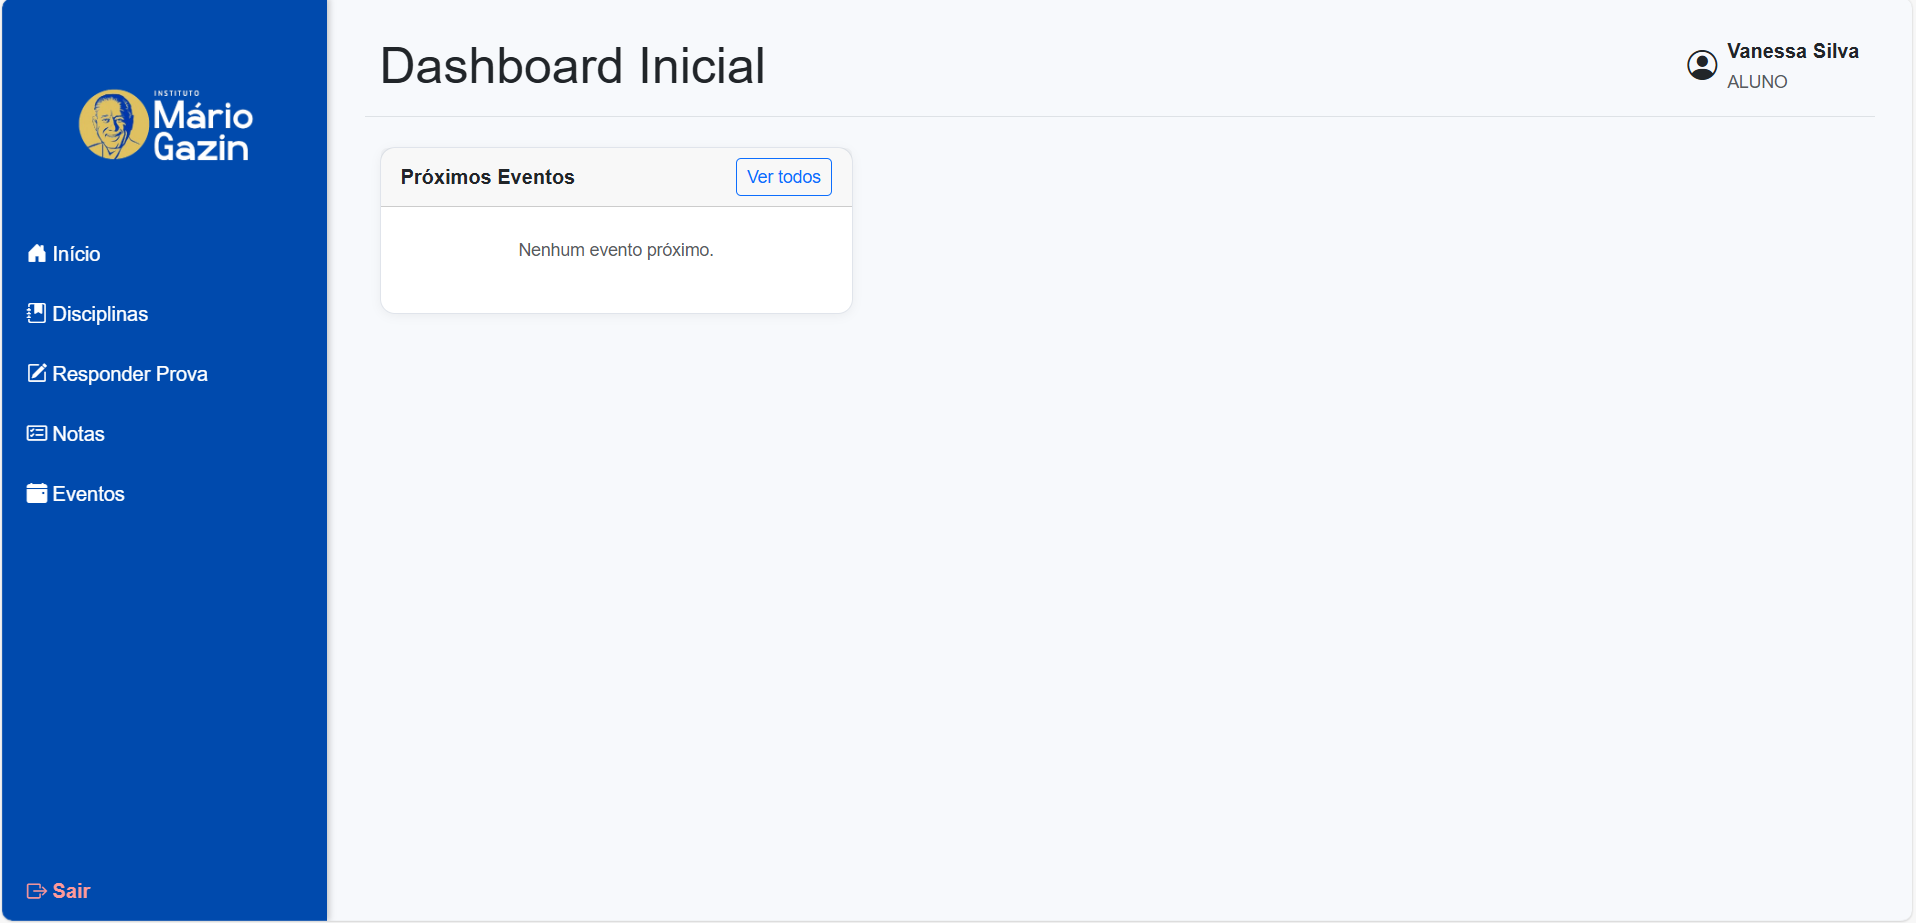 INSTITUTO
Mário
Gazin
Início
Disciplinas
Responder Prova
Notas
Eventos
Sair
Dashboard Inicial
Vanessa Silva
ALUNO
Próximos Eventos
Ver todos
Nenhum evento próximo.